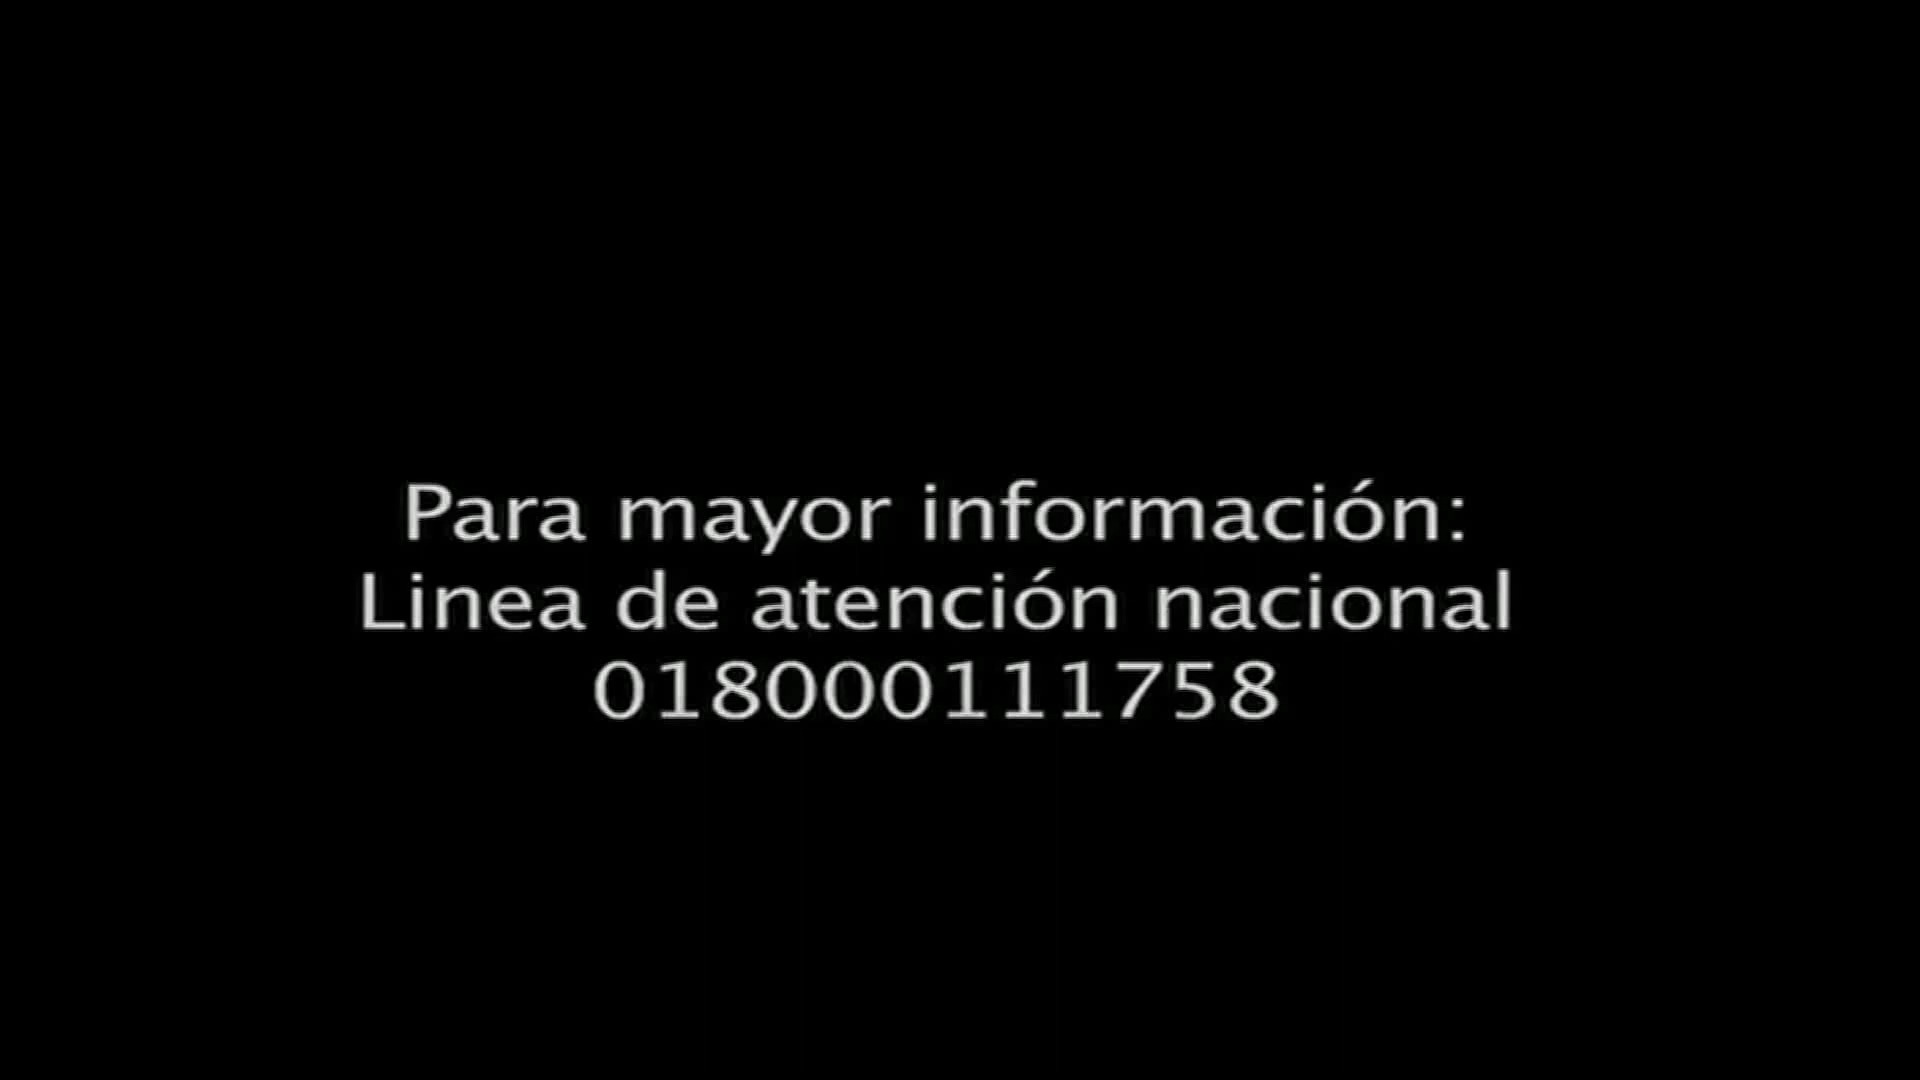 Para mayor información:
Linea de atención nacional
018000111758